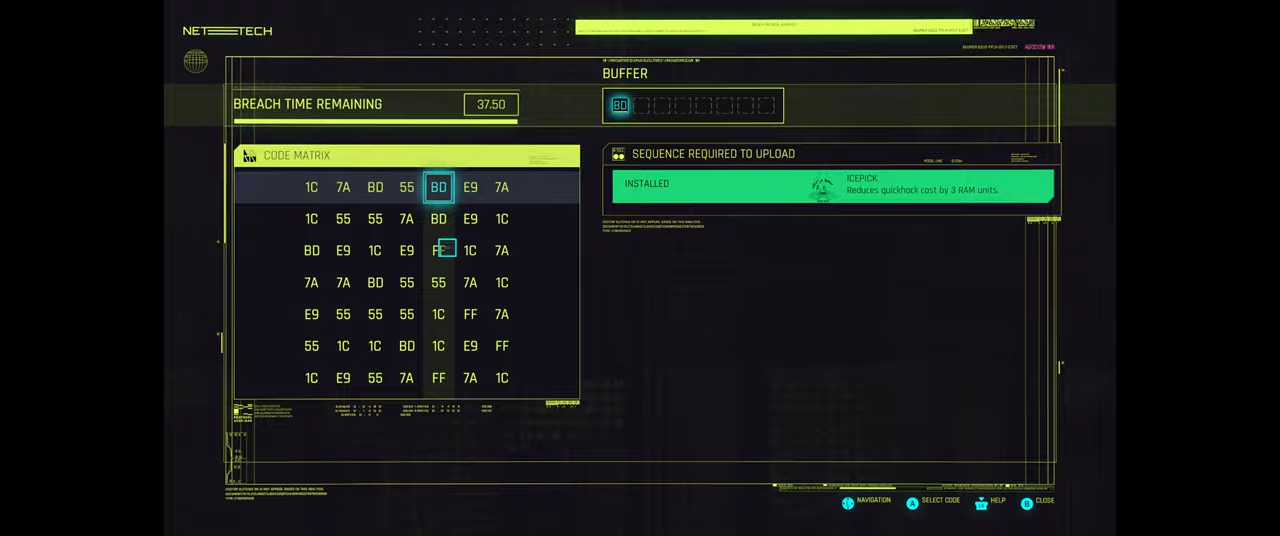 NET TECH
BUFFER
BREACH TIME REMAINING 37.50
BD
CODE MATRIX
SEQUENCE REQUIRED TO UPLOAD
INSTALLED
ICEPICK
Reduces quickhack cost by 3 RAM units.
1C 7A BD 55 BD E9 7A
1C 55 55 7A BD E9 1C
BD E9 1C E9 FF 1C 7A
7A 7A BD 55 55 7A 1C
E9 55 55 55 1C FF 7A
55 1C 1C BD 1C E9 FF
1C E9 55 7A FF 7A 1C
NAVIGATION A SELECT CODE HELP B CLOSE